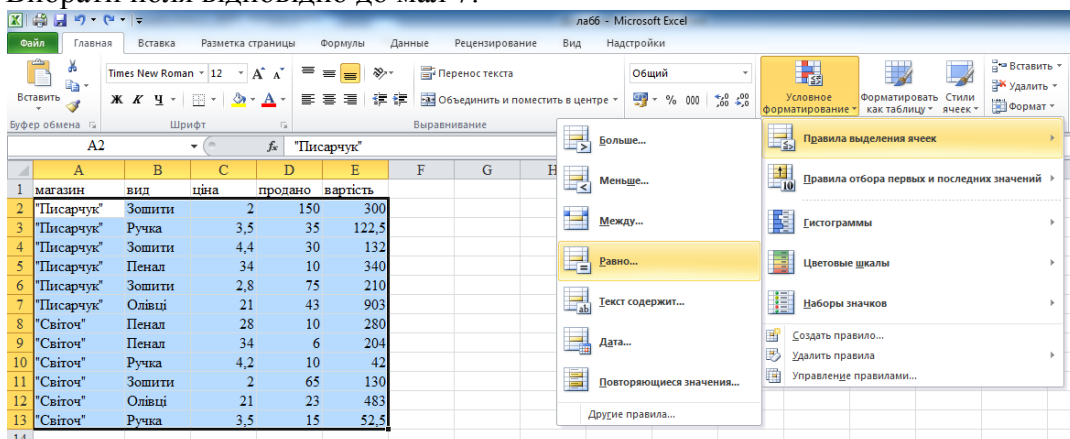 Вибрати поля відповідно до мал 7.
ла66 - Microsoft Excel
Файл Главная Вставка Разметка страницы Формулы Данные Рецензирование Вид Надстройки
Вставить
Times New Roman 12
Ж К Ч
Перенос текста
Объединить и поместить в центре
Общий
% 000
Условное форматирование
Форматировать как таблицу
Стили ячеек
Вставить
Удалить
Формат
Буфер обмена Шрифт Выравнивание
A2 fx "Писарчук"
A B C D E F G H
1 магазин вид ціна продано вартість
2 "Писарчук" Зошити 2 150 300
3 "Писарчук" Ручка 3,5 35 122,5
4 "Писарчук" Зошити 4,4 30 132
5 "Писарчук" Пенал 34 10 340
6 "Писарчук" Зошити 2,8 75 210
7 "Писарчук" Олівці 21 43 903
8 "Світоч" Пенал 28 10 280
9 "Світоч" Пенал 34 6 204
10 "Світоч" Ручка 4,2 10 42
11 "Світоч" Зошити 2 65 130
12 "Світоч" Олівці 21 23 483
13 "Світоч" Ручка 3,5 15 52,5
14
Больше...
Меньше...
Между...
Равно...
Текст содержит...
Дата...
Повторяющиеся значения...
Другие правила...
Правила выделения ячеек
Правила отбора первых и последних значений
Гистограммы
Цветовые шкалы
Наборы значков
Создать правило...
Удалить правила
Управление правилами...